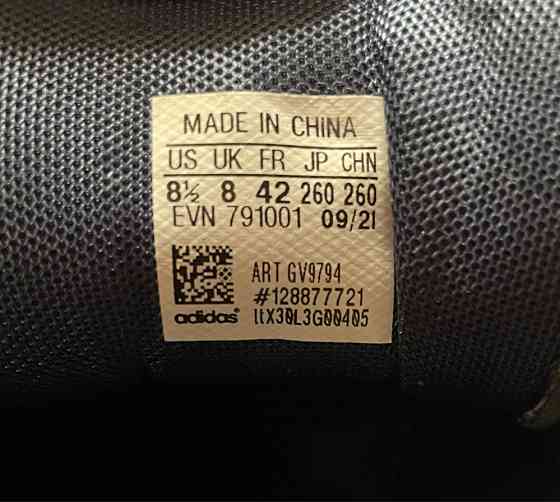 MADE IN CHINA
US UK FR JP CHN
8½ 8 42 260 260
EVN 791001 09/21
ART GV9794
#128877721
adidas® ttX30L3G00405